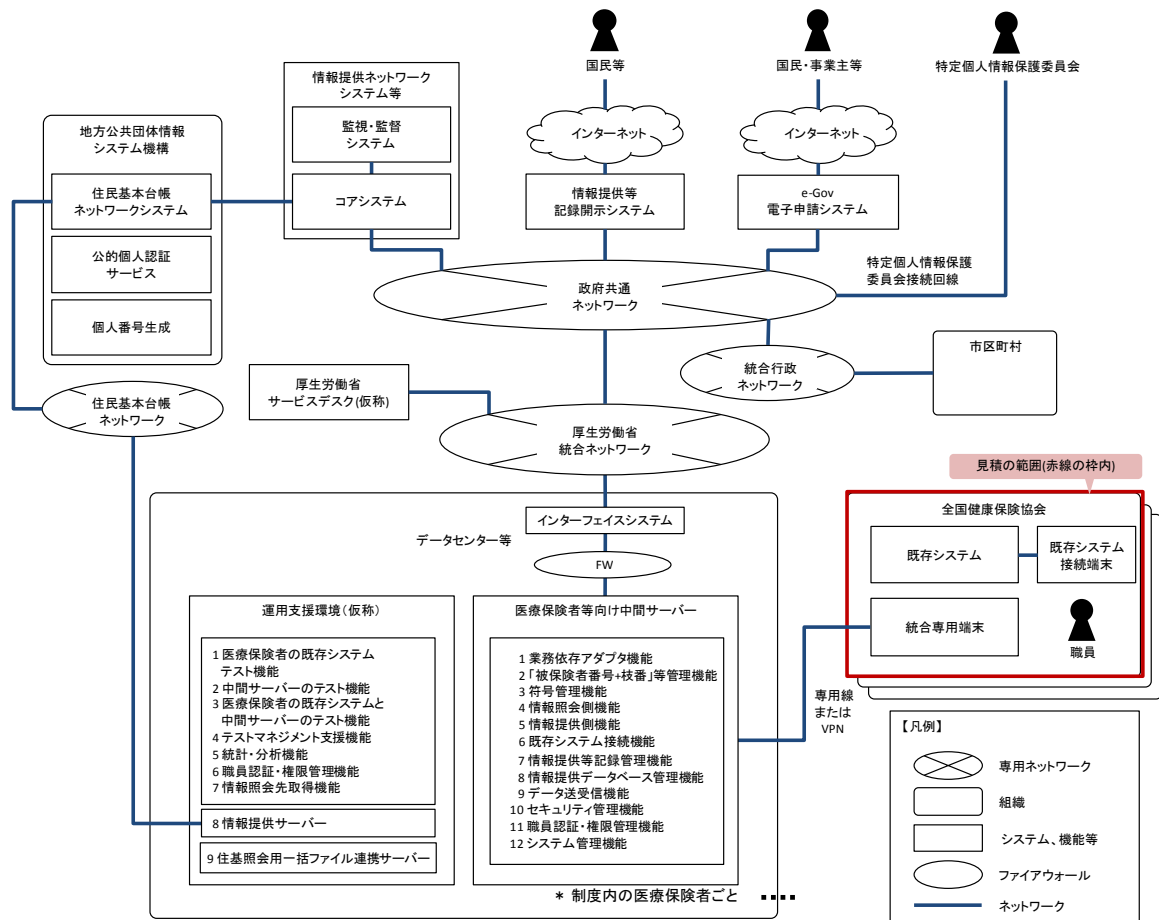 国民等
国民・事業主等
特定個人情報保護委員会
情報提供ネットワーク
システム等
監視・監督
システム
コアシステム
地方公共団体情報
システム機構
住民基本台帳
ネットワークシステム
公的個人認証
サービス
個人番号生成
インターネット
インターネット
情報提供等
記録開示システム
e-Gov
電子申請システム
特定個人情報保護
委員会接続回線
政府共通
ネットワーク
統合行政
ネットワーク
市区町村
厚生労働省
サービスデスク(仮称)
住民基本台帳
ネットワーク
厚生労働省
統合ネットワーク
見積の範囲(赤線の枠内)
全国健康保険協会
既存システム
既存システム
接続端末
統合専用端末
職員
インターフェイスシステム
データセンター等
FW
運用支援環境(仮称)
1 医療保険者の既存システム
テスト機能
2 中間サーバーのテスト機能
3 医療保険者の既存システムと
中間サーバーのテスト機能
4 テストマネジメント支援機能
5 統計・分析機能
6 職員認証・権限管理機能
7 情報照会先取得機能
8 情報提供サーバー
9 住基照会用一括ファイル連携サーバー
医療保険者等向け中間サーバー
1 業務依存アダプタ機能
2 「被保険者番号+枝番」等管理機能
3 符号管理機能
4 情報照会側機能
5 情報提供側機能
6 既存システム接続機能
7 情報提供等記録管理機能
8 情報提供データベース管理機能
9 データ送受信機能
10 セキュリティ管理機能
11 職員認証・権限管理機能
12 システム管理機能
* 制度内の医療保険者ごと ‥‥
専用線
または
VPN
【凡例】
専用ネットワーク
組織
システム、機能等
ファイアウォール
ネットワーク